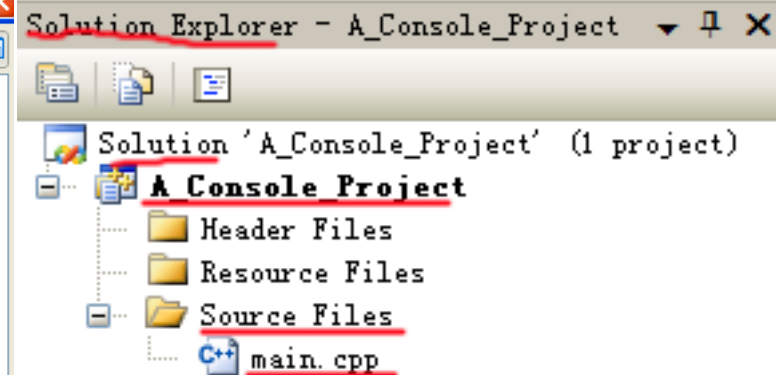 Solution Explorer - A_Console_Project
Solution 'A_Console_Project' (1 project)
A_Console_Project
Header Files
Resource Files
Source Files
C++ main.cpp